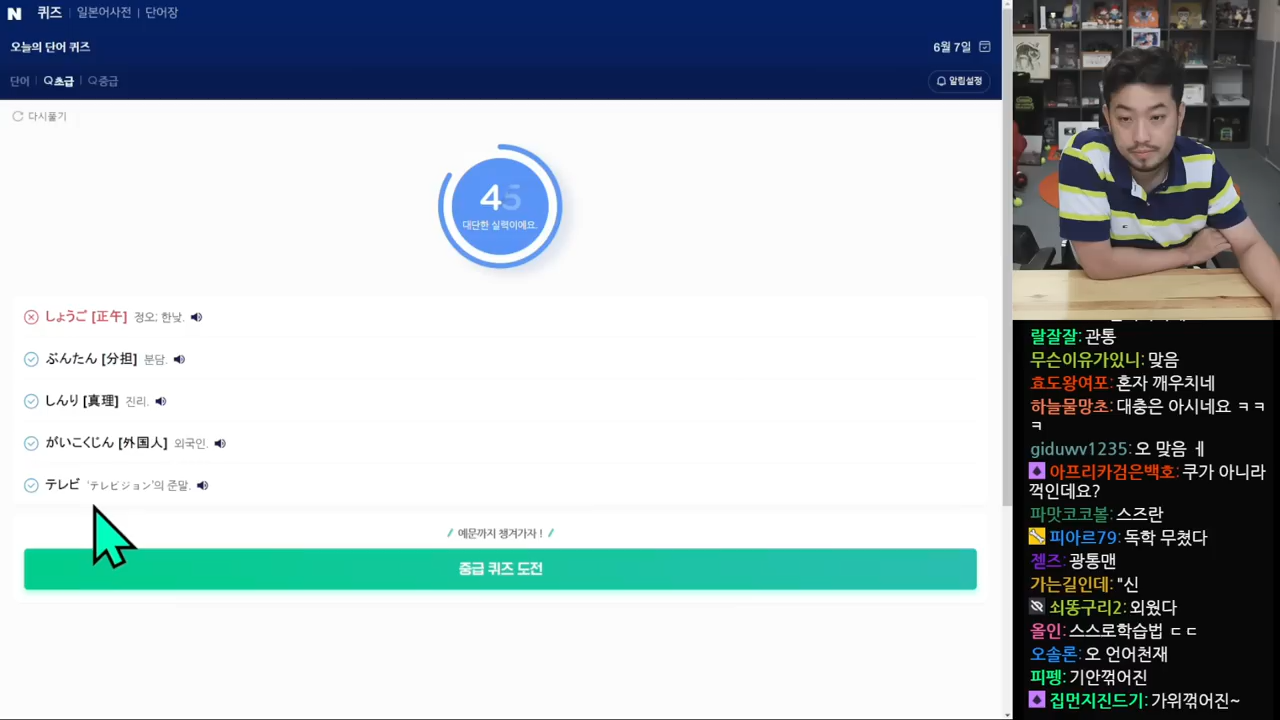 N 퀴즈 | 일본어사전 | 단어장
오늘의 단어 퀴즈
6월 7일
단어 초급 중급
알림설정
다시풀기
4 5
대단한 실력이에요.
しょうご [正午] 정오; 한낮.
ぶんたん [分担] 분담.
しんり [真理] 진리.
がいこくじん [外国人] 외국인.
テレビ 'テレビジョン'의 준말.
예문까지 챙겨가자 !
중급 퀴즈 도전
랄잘잘: 관통
무슨이유가있니: 맞음
효도왕여포: 혼자 깨우치네
하늘물망초: 대충은 아시네요 ㅋㅋ
ㅋ
giduwv1235: 오 맞음 ㅔ
아프리카검은백호: 쿠가 아니라
꺽인데요?
파맛코코볼: 스즈란
피아르79: 독학 무쳤다
젤즈: 광통맨
가는길인데: "신
쇠똥구리2: 외웠다
올인: 스스로학습법 ㄷㄷ
오솔론: 오 언어천재
피펭: 기안꺾어진
집먼지진드기: 가위꺾어진~